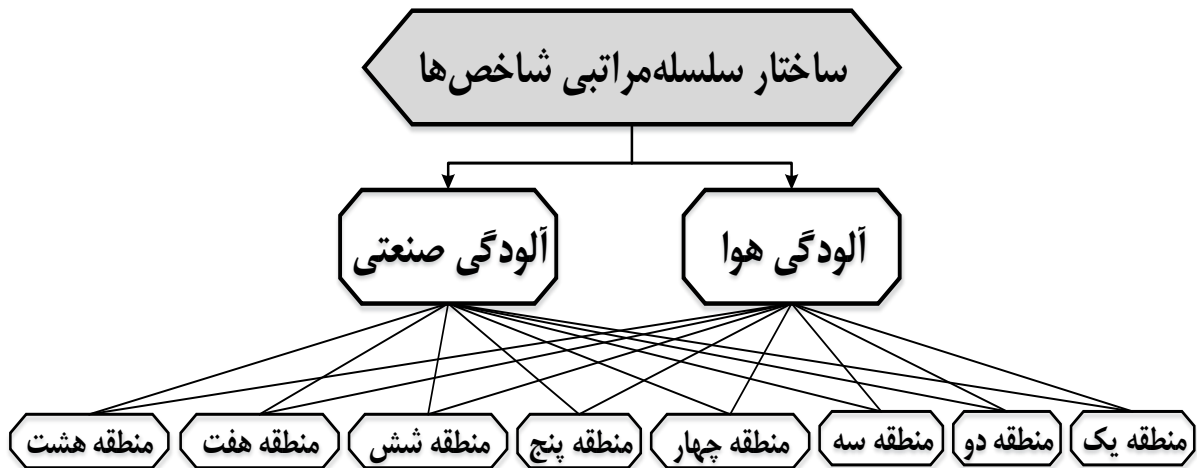 ساختار سلسله‌مراتبی شاخص‌ها
آلودگی هوا
آلودگی صنعتی
منطقه یک
منطقه دو
منطقه سه
منطقه چهار
منطقه پنج
منطقه شش
منطقه هفت
منطقه هشت